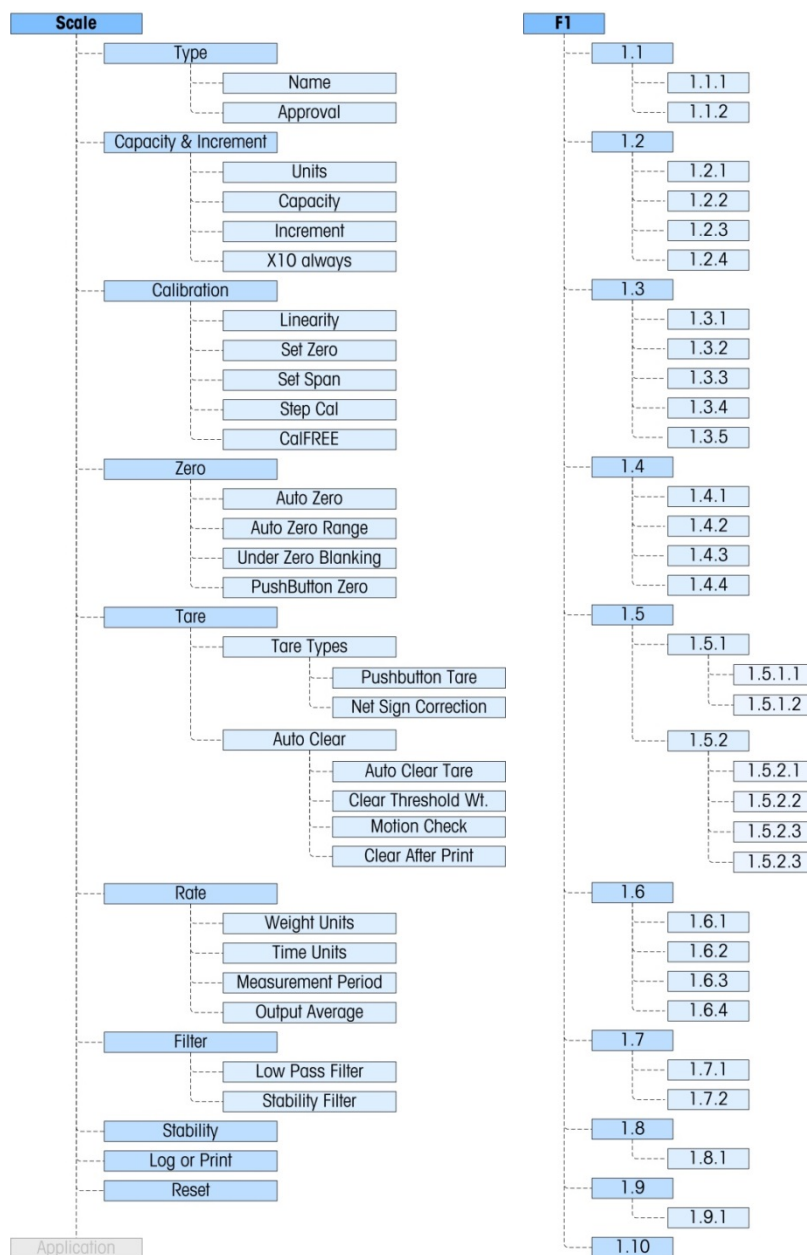 Scale
Type
Name
Approval
Capacity & Increment
Units
Capacity
Increment
X10 always
Calibration
Linearity
Set Zero
Set Span
Step Cal
CalFREE
Zero
Auto Zero
Auto Zero Range
Under Zero Blanking
PushButton Zero
Tare
Tare Types
Pushbutton Tare
Net Sign Correction
Auto Clear
Auto Clear Tare
Clear Threshold Wt.
Motion Check
Clear After Print
Rate
Weight Units
Time Units
Measurement Period
Output Average
Filter
Low Pass Filter
Stability Filter
Stability
Log or Print
Reset
Application
F1
1.1
1.1.1
1.1.2
1.2
1.2.1
1.2.2
1.2.3
1.2.4
1.3
1.3.1
1.3.2
1.3.3
1.3.4
1.3.5
1.4
1.4.1
1.4.2
1.4.3
1.4.4
1.5
1.5.1
1.5.1.1
1.5.1.2
1.5.2
1.5.2.1
1.5.2.2
1.5.2.3
1.5.2.3
1.6
1.6.1
1.6.2
1.6.3
1.6.4
1.7
1.7.1
1.7.2
1.8
1.8.1
1.9
1.9.1
1.10